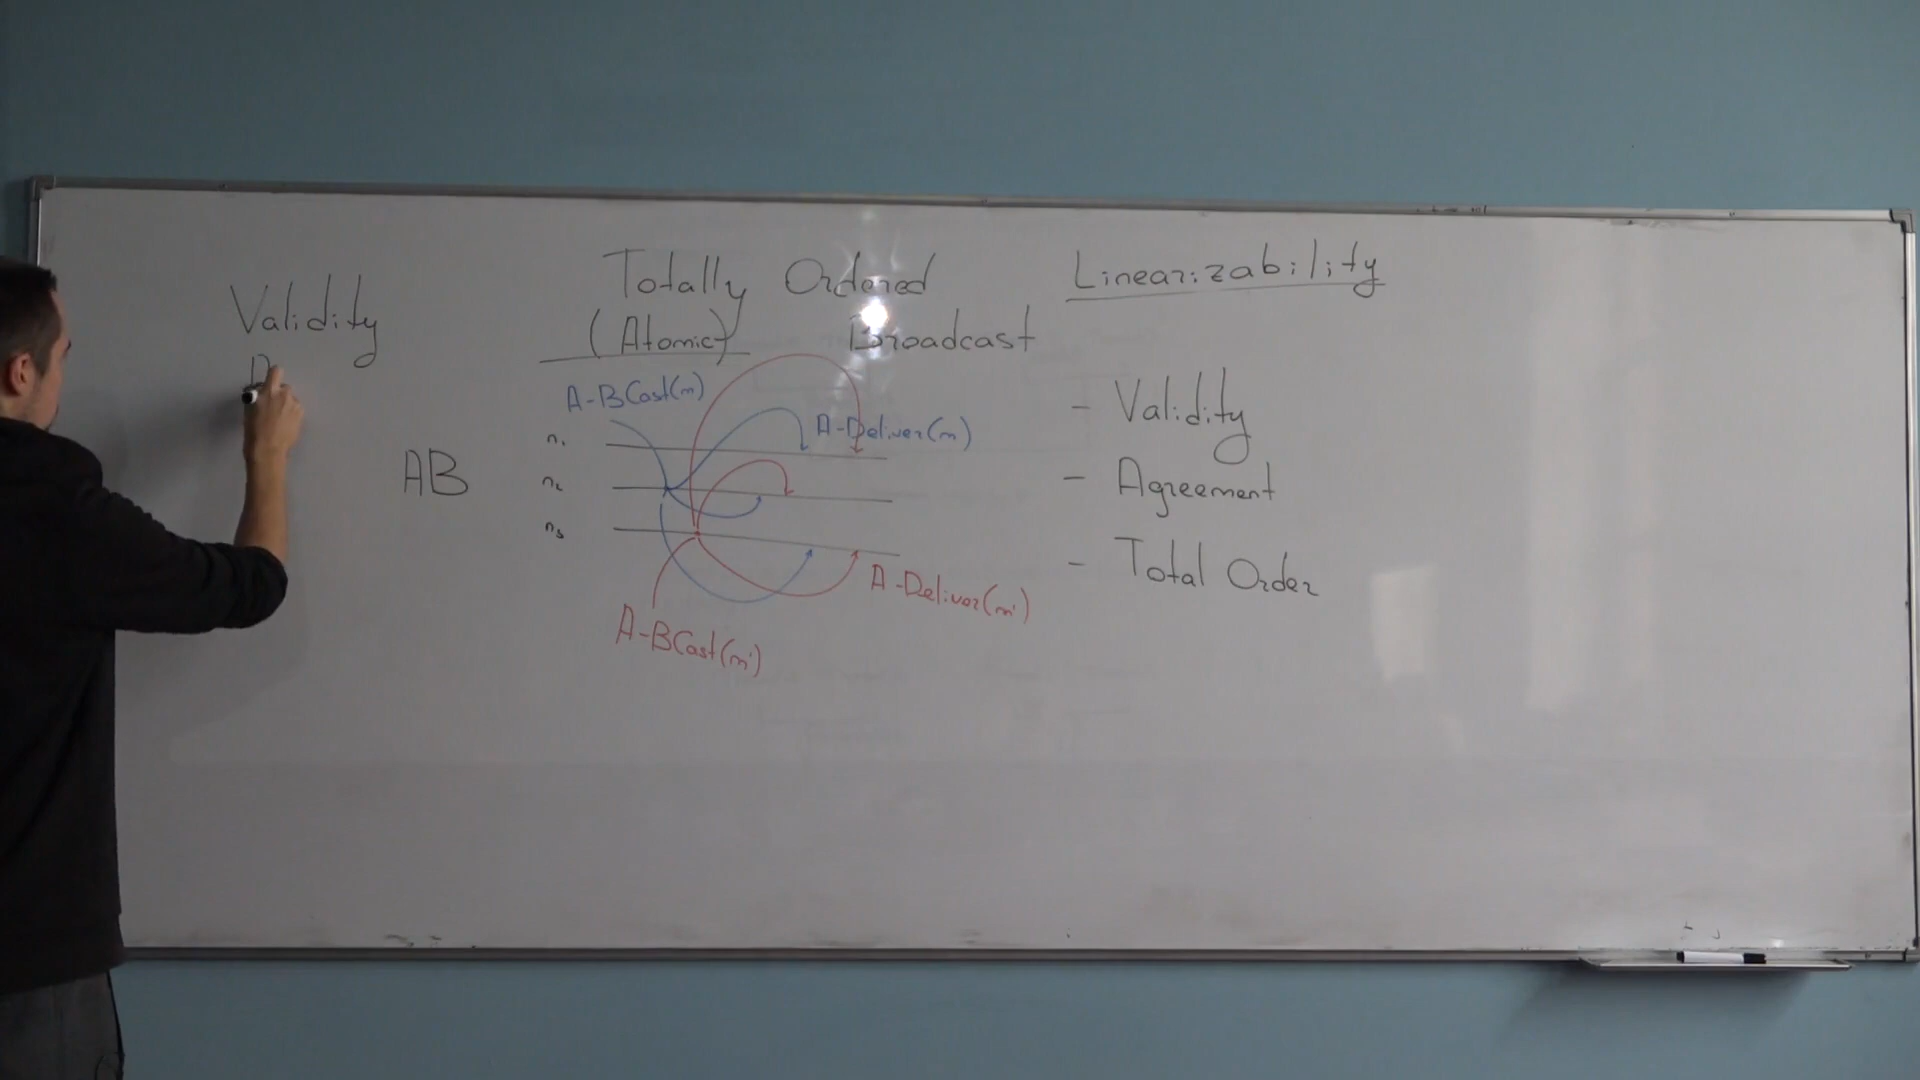 Validity
Totally Ordered
(Atomic) Broadcast
A-BCast(m)
A-Deliver(m)
n₁
n₂
n₃
AB
A-Deliver(m')
A-BCast(m')
Linearizability
- Validity
- Agreement
- Total Order